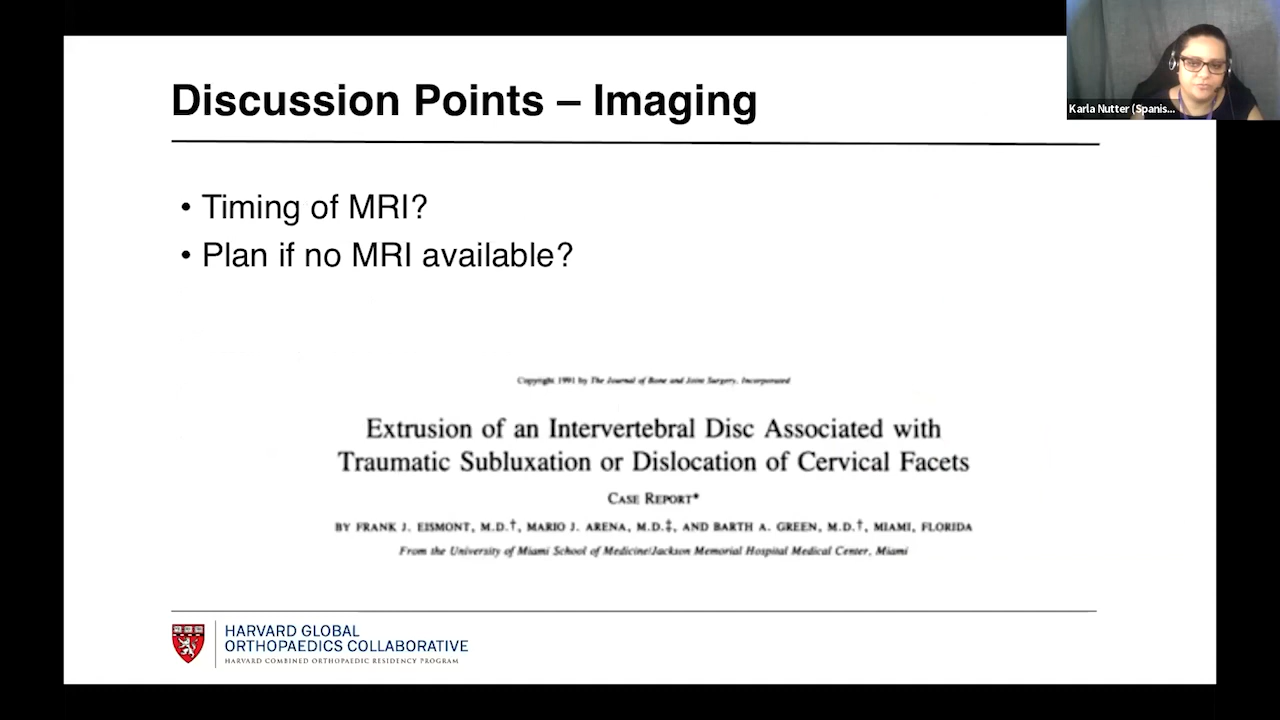 Discussion Points – Imaging
Karla Nutter (Spanis...
• Timing of MRI?
• Plan if no MRI available?
Copyright 1991 by The Journal of Bone and Joint Surgery, Incorporated
Extrusion of an Intervertebral Disc Associated with
Traumatic Subluxation or Dislocation of Cervical Facets
CASE REPORT*
BY FRANK J. EISMONT, M.D.†, MARIO J. ARENA, M.D.‡, AND BARTH A. GREEN, M.D.†, MIAMI, FLORIDA
From the University of Miami School of Medicine/Jackson Memorial Hospital Medical Center, Miami
HARVARD GLOBAL
ORTHOPAEDICS COLLABORATIVE
HARVARD COMBINED ORTHOPAEDIC RESIDENCY PROGRAM